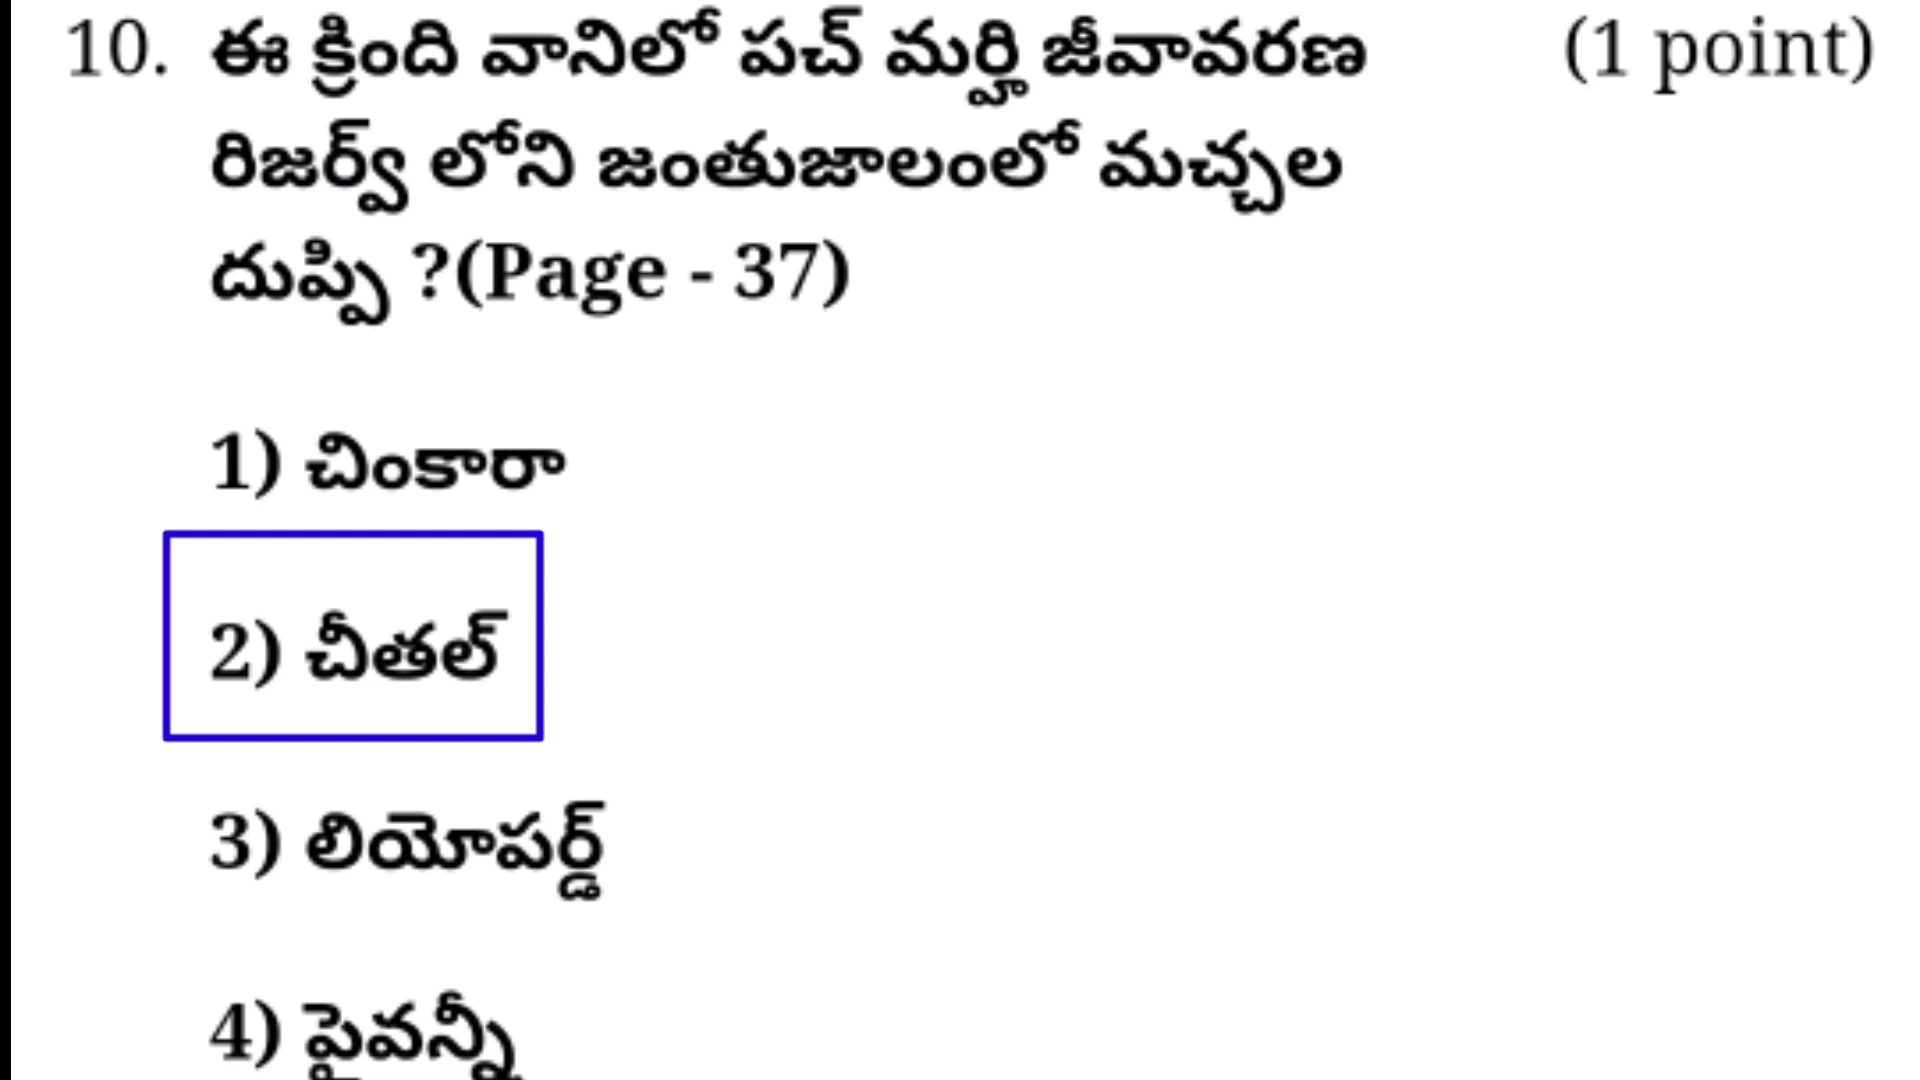 10. ఈ క్రింది వానిలో పచ్ మర్హి జీవావరణ (1 point)
రిజర్వ్ లోని జంతుజాలంలో మచ్చల
దుప్పి ?(Page - 37)
1) చింకారా
2) చీతల్
3) లియోపర్డ్
4) పైవన్నీ